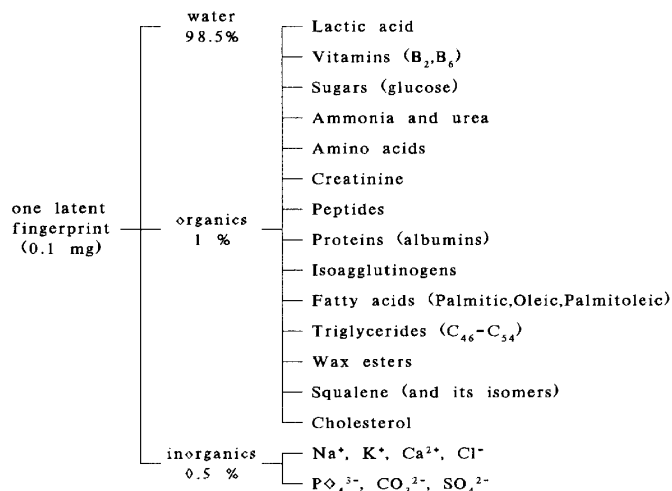 water
98.5%
Lactic acid
Vitamins (B₂,B₆)
Sugars (glucose)
Ammonia and urea
Amino acids
Creatinine
one latent
fingerprint
(0.1 mg)
organics
1 %
Peptides
Proteins (albumins)
Isoagglutinogens
Fatty acids (Palmitic,Oleic,Palmitoleic)
Triglycerides (C₄₆-C₅₄)
Wax esters
Squalene (and its isomers)
Cholesterol
inorganics
0.5 %
Na⁺, K⁺, Ca²⁺, Cl⁻
PO₄³⁻, CO₃²⁻, SO₄²⁻